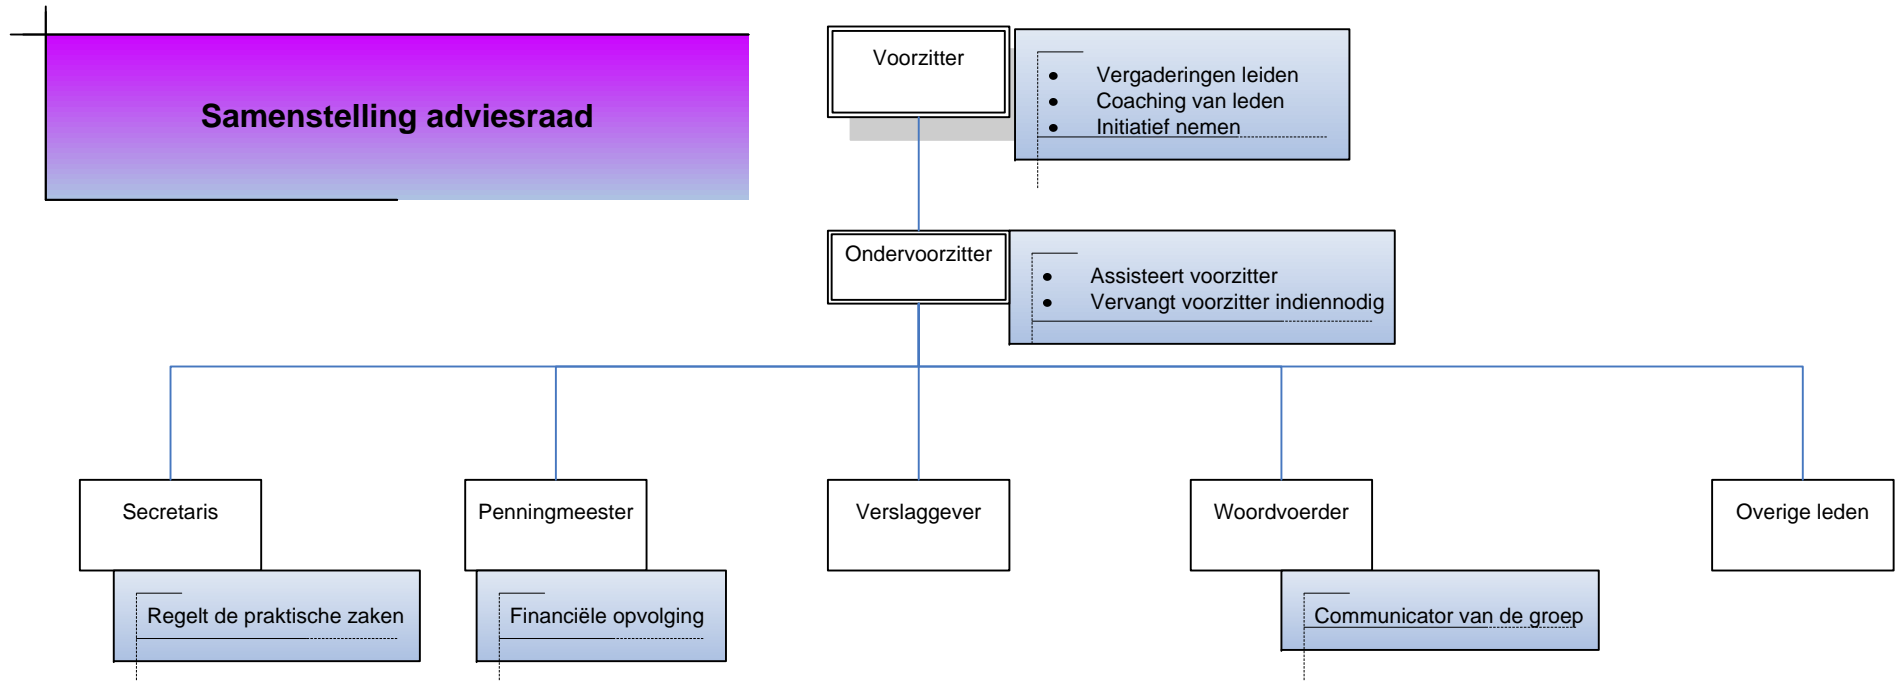 Samenstelling adviesraad
Voorzitter
• Vergaderingen leiden
• Coaching van leden
• Initiatief nemen
Ondervoorzitter
• Assisteert voorzitter
• Vervangt voorzitter indiennodig
Secretaris
Penningmeester
Verslaggever
Woordvoerder
Overige leden
Regelt de praktische zaken
Financiële opvolging
Communicator van de groep